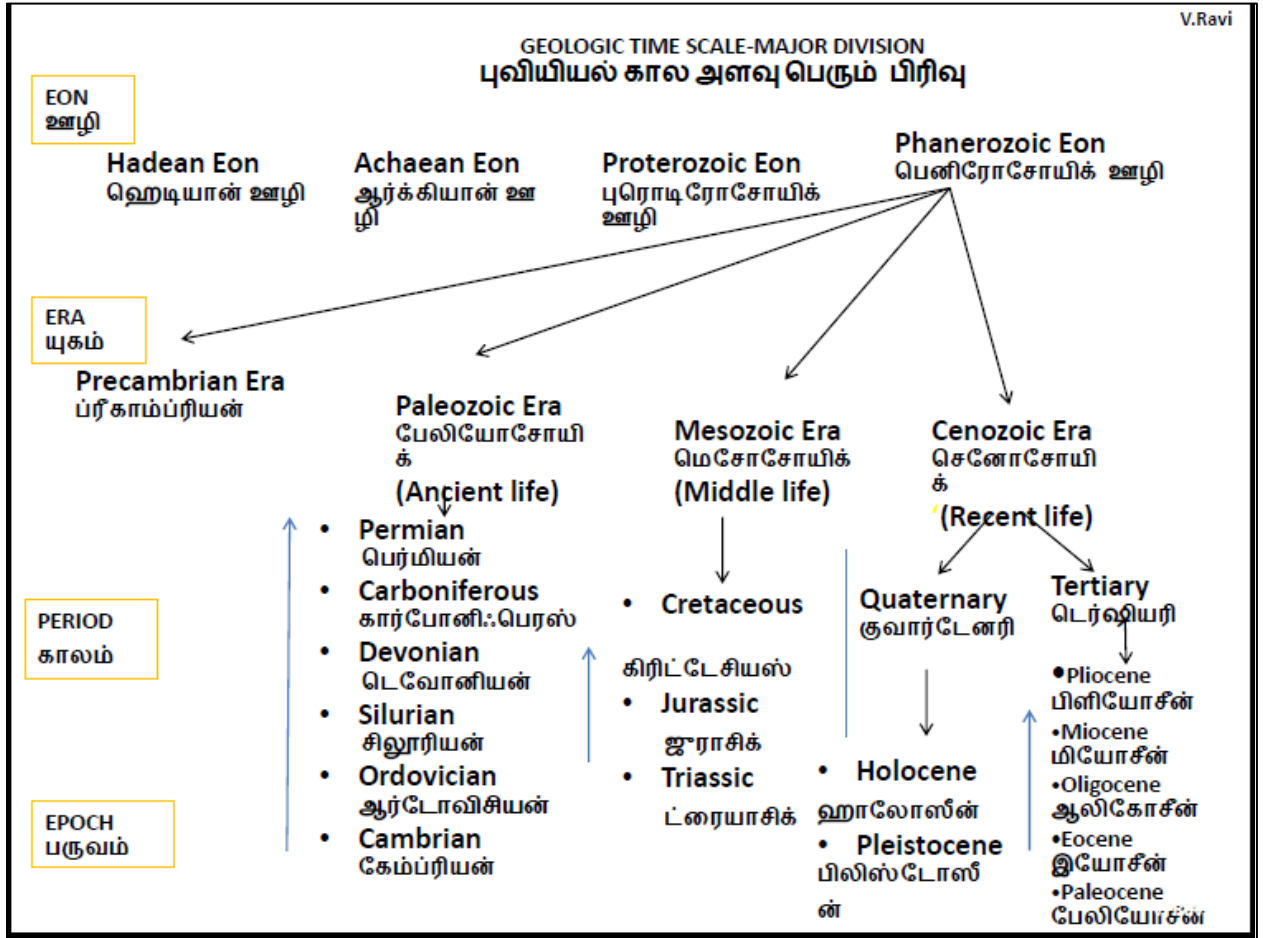 V.Ravi
GEOLOGIC TIME SCALE-MAJOR DIVISION
புவியியல் கால அளவு பெரும் பிரிவு
EON
ஊழி
Hadean Eon
ஹெடியான் ஊழி
Achaean Eon
ஆர்க்கியான் ஊ
ழி
Proterozoic Eon
புரொடிரோசோயிக்
ஊழி
Phanerozoic Eon
பெனிரோசோயிக் ஊழி
ERA
யுகம்
Precambrian Era
ப்ரீகாம்ப்ரியன்
Paleozoic Era
பேலியோசோயி
க்
(Ancient life)
Mesozoic Era
மெசோசோயிக்
(Middle life)
Cenozoic Era
செனோசோயி
க்
‘(Recent life)
PERIOD
காலம்
• Permian
பெர்மியன்
• Carboniferous
கார்போனிஃபெரஸ்
• Devonian
டெவோனியன்
• Silurian
சிலூரியன்
• Ordovician
ஆர்டோவிசியன்
• Cambrian
கேம்ப்ரியன்
• Cretaceous
கிரிட்டேசியஸ்
• Jurassic
ஜுராசிக்
• Triassic
ட்ரையாசிக்
Quaternary
குவார்டேனரி
Tertiary
டெர்ஷியரி
EPOCH
பருவம்
• Holocene
ஹாலோஸீன்
• Pleistocene
பிலிஸ்டோஸீ
ன்
•Pliocene
பிளியோசீன்
•Miocene
மியோசீன்
•Oligocene
ஆலிகோசீன்
•Eocene
இயோசீன்
•Paleocene
பேலியோசீன்